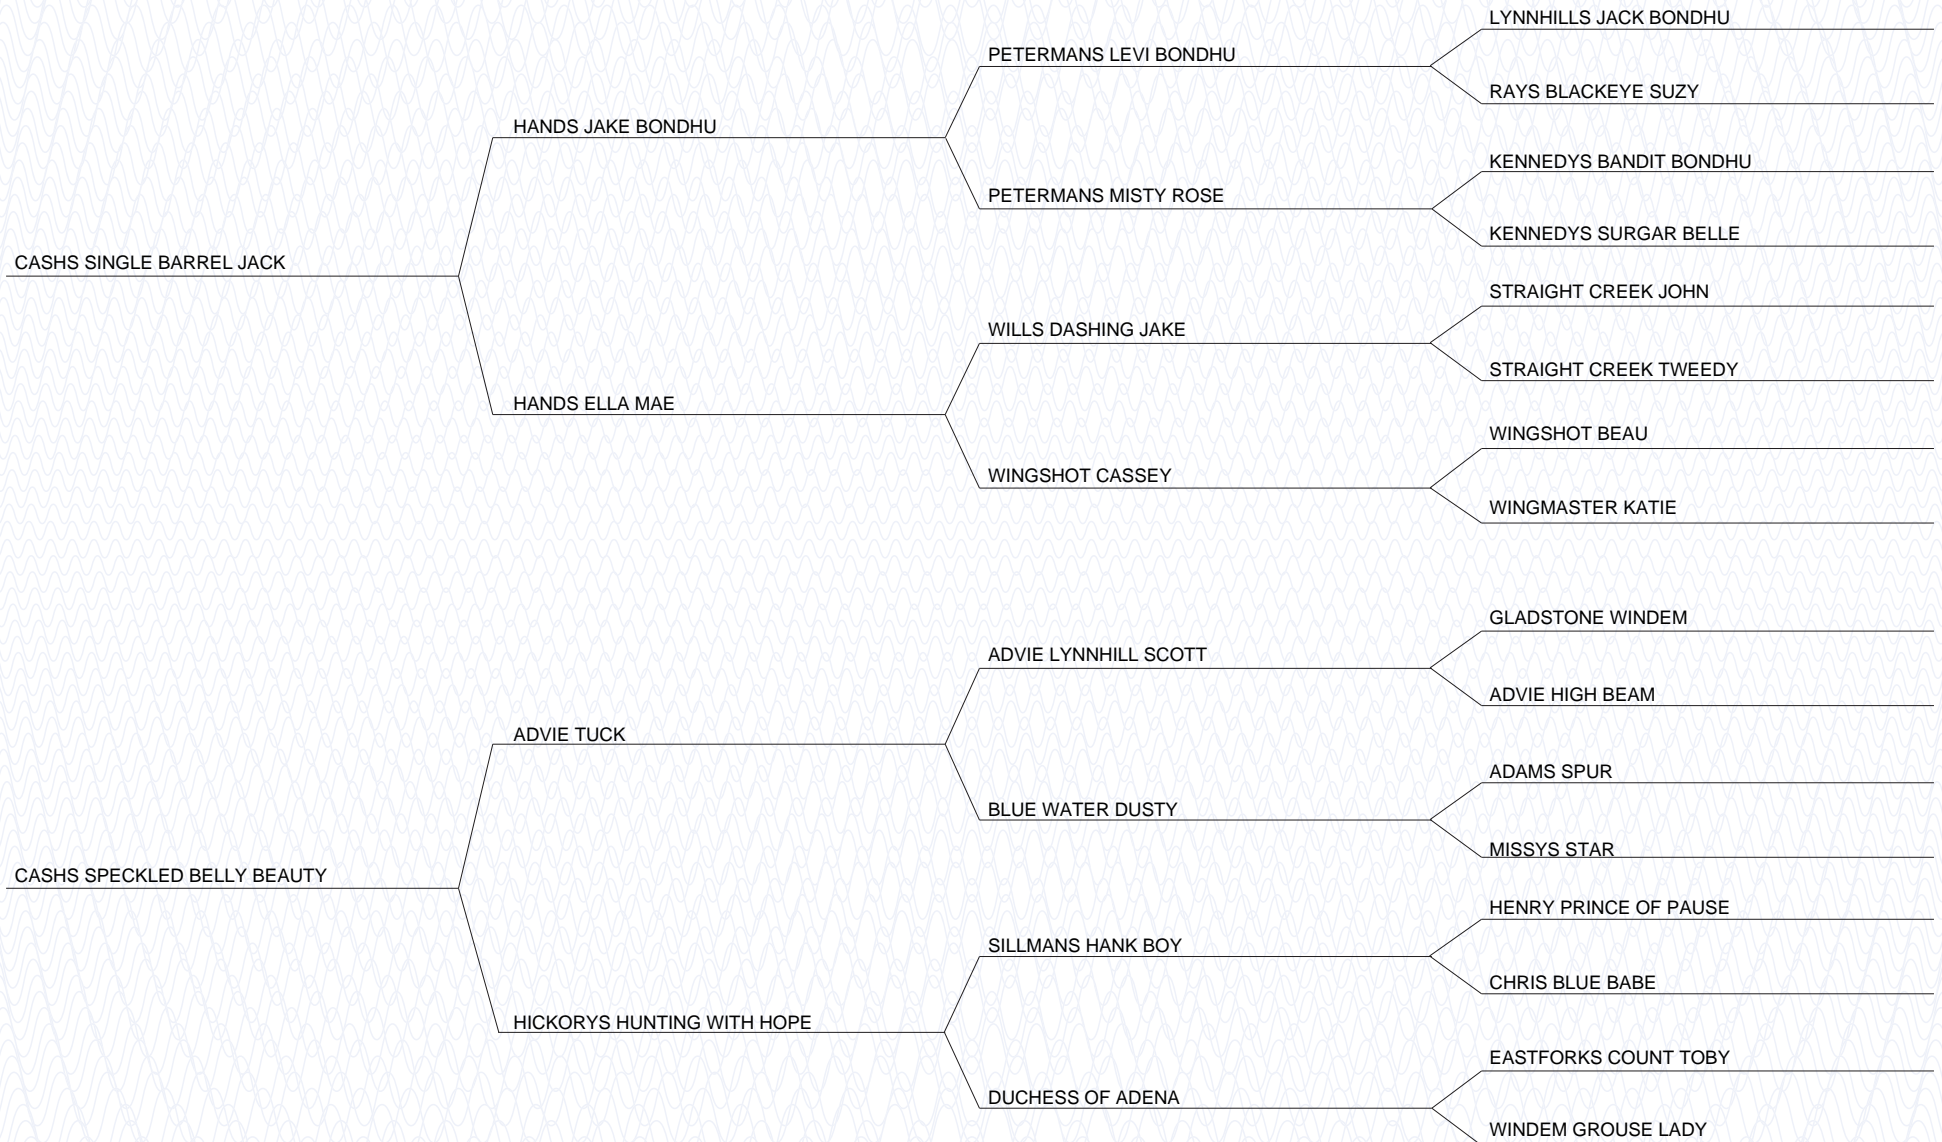 LYNNHILLS JACK BONDHU
PETERMANS LEVI BONDHU
RAYS BLACKEYE SUZY
HANDS JAKE BONDHU
KENNEDYS BANDIT BONDHU
PETERMANS MISTY ROSE
KENNEDYS SURGAR BELLE
CASHS SINGLE BARREL JACK
STRAIGHT CREEK JOHN
WILLS DASHING JAKE
STRAIGHT CREEK TWEEDY
HANDS ELLA MAE
WINGSHOT BEAU
WINGSHOT CASSEY
WINGMASTER KATIE
GLADSTONE WINDEM
ADVIE LYNNHILL SCOTT
ADVIE HIGH BEAM
ADVIE TUCK
ADAMS SPUR
BLUE WATER DUSTY
MISSYS STAR
CASHS SPECKLED BELLY BEAUTY
HENRY PRINCE OF PAUSE
SILLMANS HANK BOY
CHRIS BLUE BABE
HICKORYS HUNTING WITH HOPE
EASTFORKS COUNT TOBY
DUCHESS OF ADENA
WINDEM GROUSE LADY